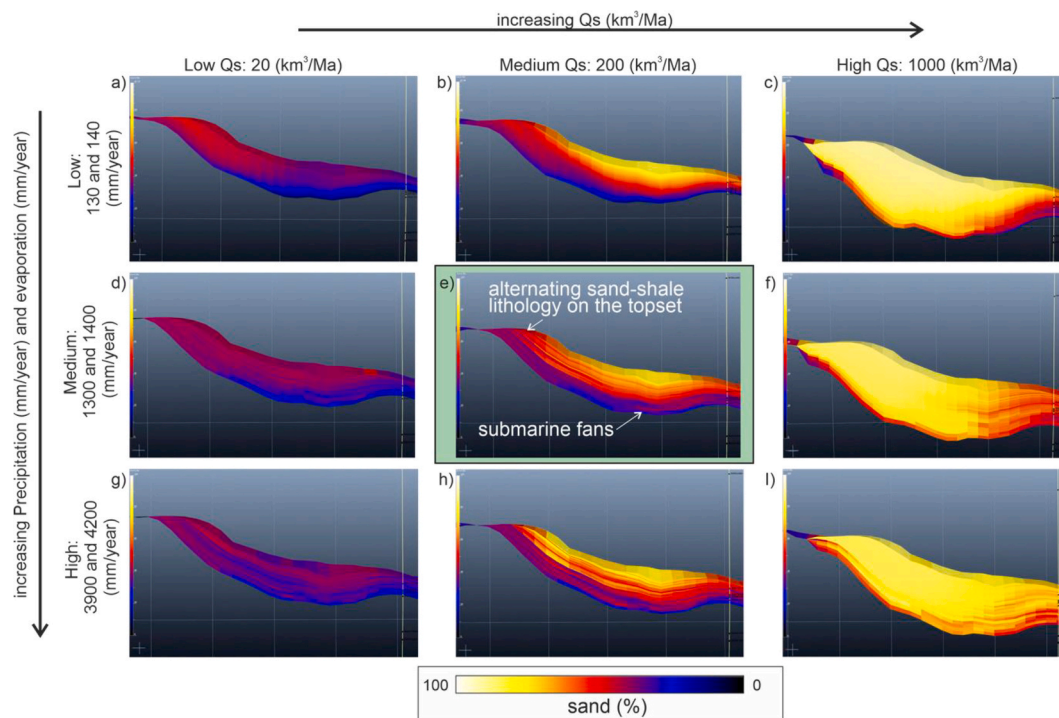 increasing Qs (km³/Ma)
Low Qs: 20 (km³/Ma)
Medium Qs: 200 (km³/Ma)
High Qs: 1000 (km³/Ma)
increasing Precipitation (mm/year) and evaporation (mm/year)
Low:
130 and 140
(mm/year)
a)
b)
c)
Medium:
1300 and 1400
(mm/year)
d)
e)
alternating sand-shale
lithology on the topset
submarine fans
f)
High:
3900 and 4200
(mm/year)
g)
h)
I)
100
0
sand (%)